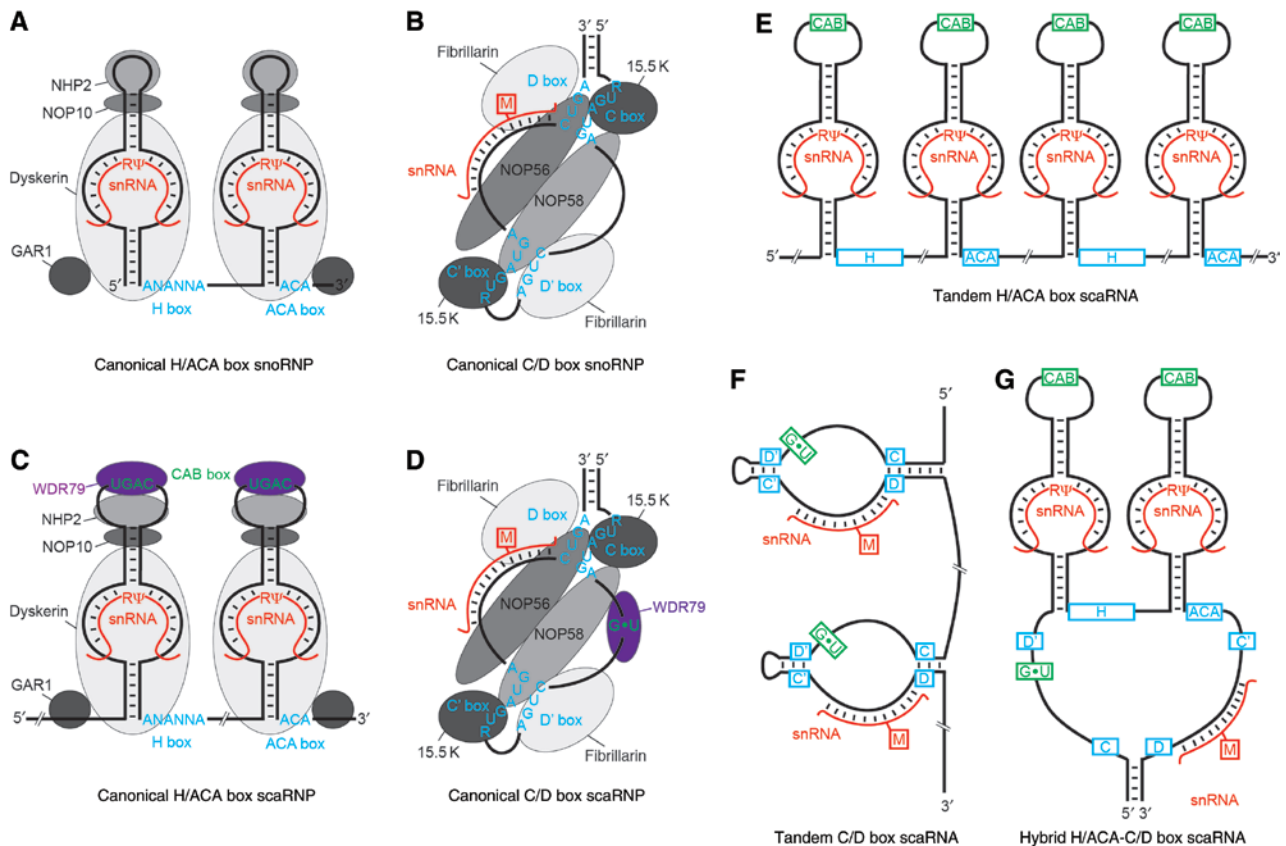 A
NHP2
NOP10
Dyskerin
RΨ
snRNA
RΨ
snRNA
GAR1
5′
ANANNA
H box
ACA
3′
ACA box
Canonical H/ACA box snoRNP
B
3′ 5′
Fibrillarin
15.5 K
D box
A
G
U
C
R
U
G
A
U
G
A
C box
M
snRNA
NOP56
NOP58
A
G
U
A
G
U
R
C
U
G
A
C′ box
D′ box
15.5 K
Fibrillarin
Canonical C/D box snoRNP
C
CAB box
WDR79
UGAC
UGAC
NHP2
NOP10
Dyskerin
RΨ
snRNA
RΨ
snRNA
GAR1
5′
ANANNA
H box
ACA
3′
ACA box
Canonical H/ACA box scaRNP
D
3′ 5′
Fibrillarin
15.5 K
D box
A
G
U
C
R
U
G
A
U
G
A
C box
M
snRNA
NOP56
NOP58
WDR79
G•U
A
G
U
A
G
U
R
C
U
G
A
C′ box
D′ box
15.5 K
Fibrillarin
Canonical C/D box scaRNP
E
CAB
CAB
CAB
CAB
RΨ
snRNA
RΨ
snRNA
RΨ
snRNA
RΨ
snRNA
5′
H
ACA
H
ACA
3′
Tandem H/ACA box scaRNA
F
5′
G•U
D′
C
C′
D
snRNA
M
G•U
D′
C
C′
D
snRNA
M
3′
Tandem C/D box scaRNA
G
CAB
CAB
RΨ
snRNA
RΨ
snRNA
H
ACA
D′
C′
G•U
C
D
M
snRNA
5′ 3′
Hybrid H/ACA-C/D box scaRNA